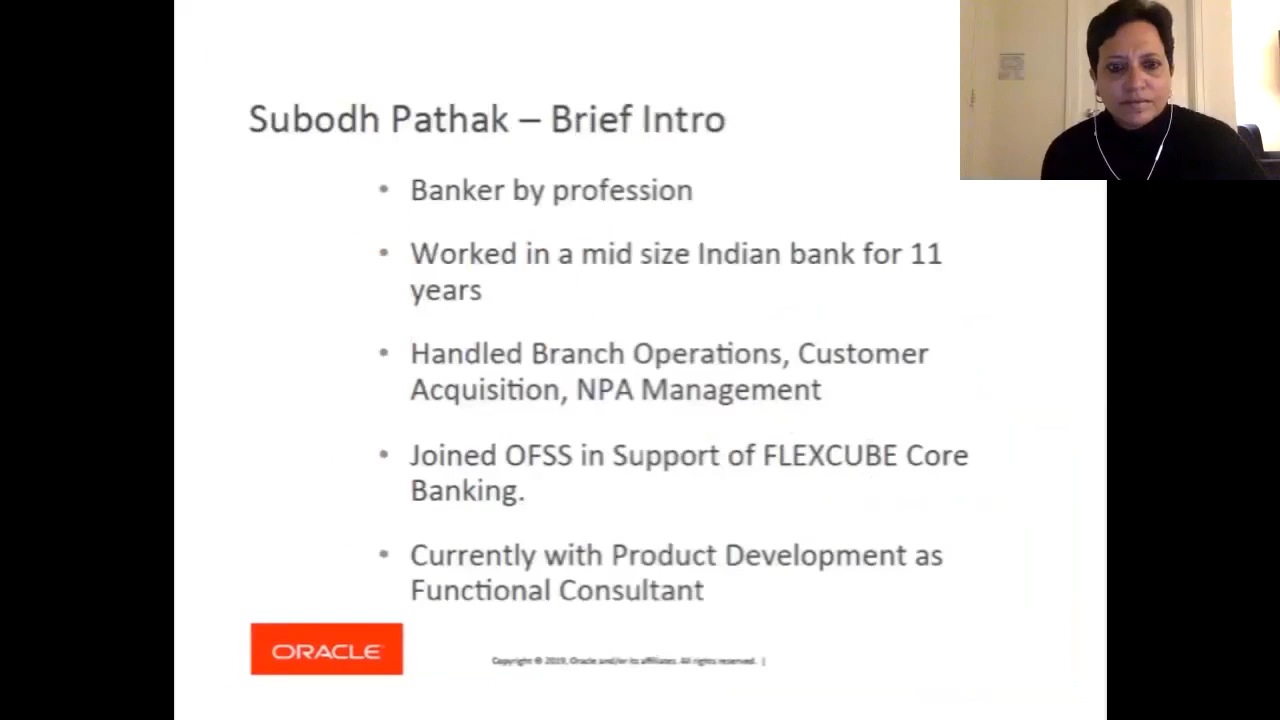 Subodh Pathak – Brief Intro
• Banker by profession
• Worked in a mid size Indian bank for 11
years
• Handled Branch Operations, Customer
Acquisition, NPA Management
• Joined OFSS in Support of FLEXCUBE Core
Banking.
• Currently with Product Development as
Functional Consultant
ORACLE
Copyright © 2019, Oracle and/or its affiliates. All rights reserved. |